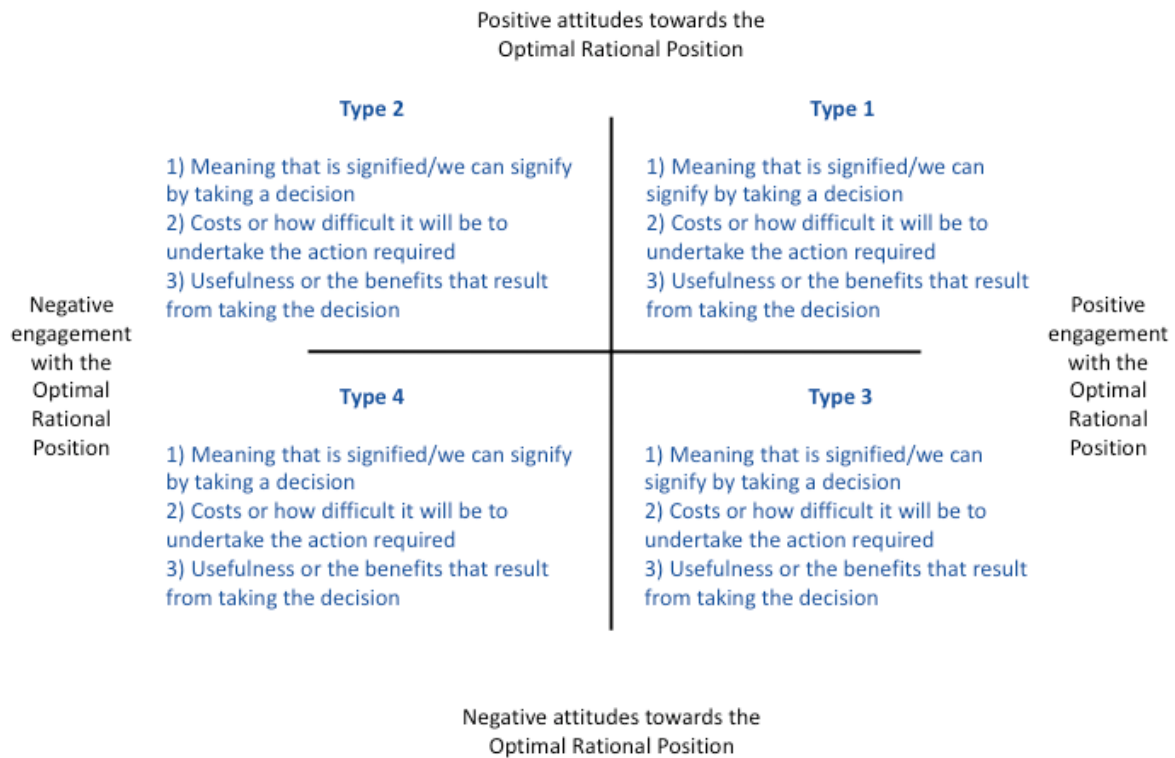 Positive attitudes towards the
Optimal Rational Position
Type 2
1) Meaning that is signified/we can signify
by taking a decision
2) Costs or how difficult it will be to
undertake the action required
3) Usefulness or the benefits that result
from taking the decision
Type 1
1) Meaning that is signified/we can
signify by taking a decision
2) Costs or how difficult it will be to
undertake the action required
3) Usefulness or the benefits that result
from taking the decision
Negative
engagement
with the
Optimal
Rational
Position
Positive
engagement
with the
Optimal
Rational
Position
Type 4
1) Meaning that is signified/we can signify
by taking a decision
2) Costs or how difficult it will be to
undertake the action required
3) Usefulness or the benefits that result
from taking the decision
Type 3
1) Meaning that is signified/we can
signify by taking a decision
2) Costs or how difficult it will be to
undertake the action required
3) Usefulness or the benefits that result
from taking the decision
Negative attitudes towards the
Optimal Rational Position